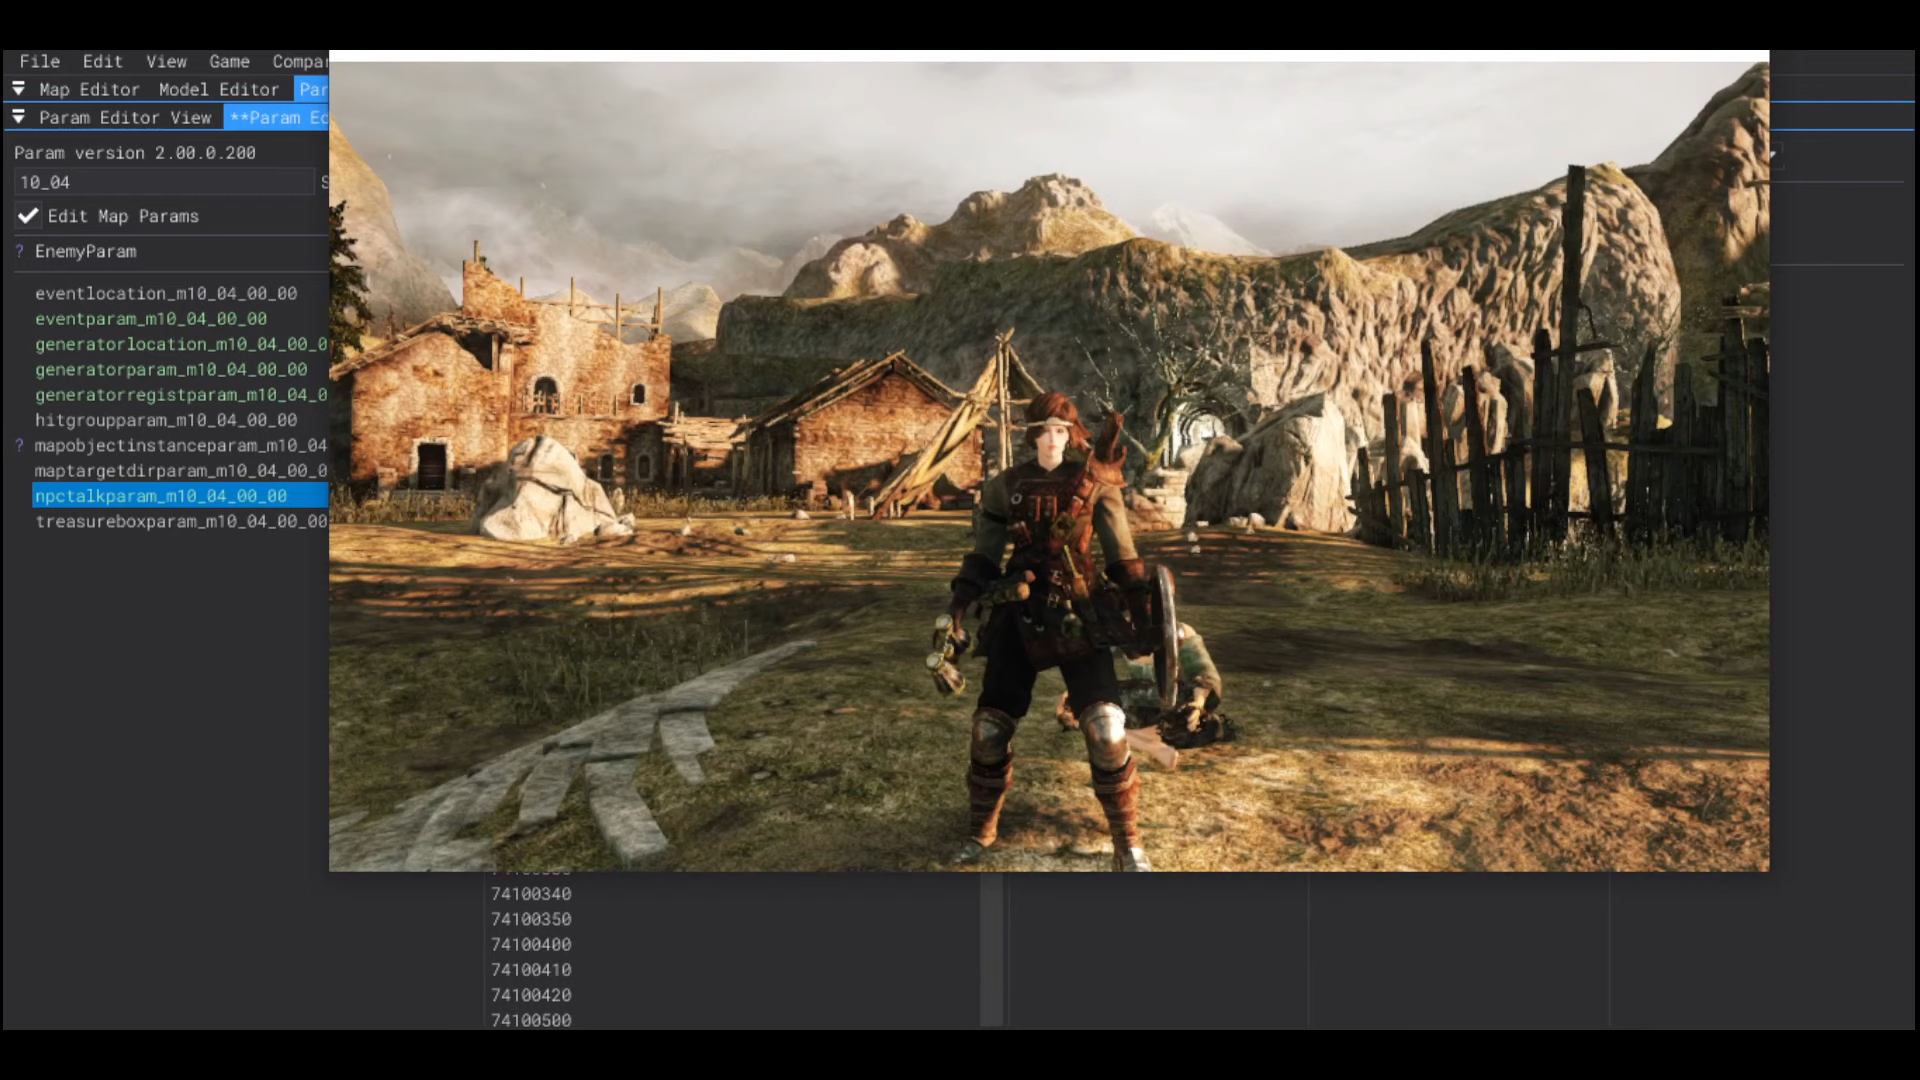 File Edit View Game Compar
Map Editor Model Editor Par
Param Editor View **Param Ed
Param version 2.00.0.200
10_04 S
Edit Map Params
? EnemyParam
eventlocation_m10_04_00_00
eventparam_m10_04_00_00
generatorlocation_m10_04_00_0
generatorparam_m10_04_00_00
generatorregistparam_m10_04_0
hitgroupparam_m10_04_00_00
? mapobjectinstanceparam_m10_04
maptargetdirparam_m10_04_00_0
npctalkparam_m10_04_00_00
treasureboxparam_m10_04_00_00
74100340
74100350
74100400
74100410
74100420
74100500